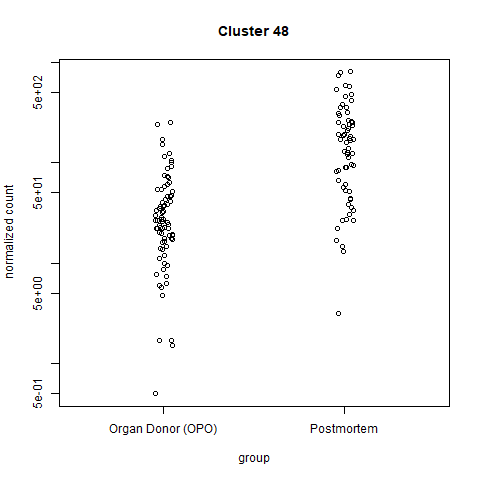 Cluster 48
normalized count
5e+02
5e+01
5e+00
5e-01
Organ Donor (OPO)
Postmortem
group